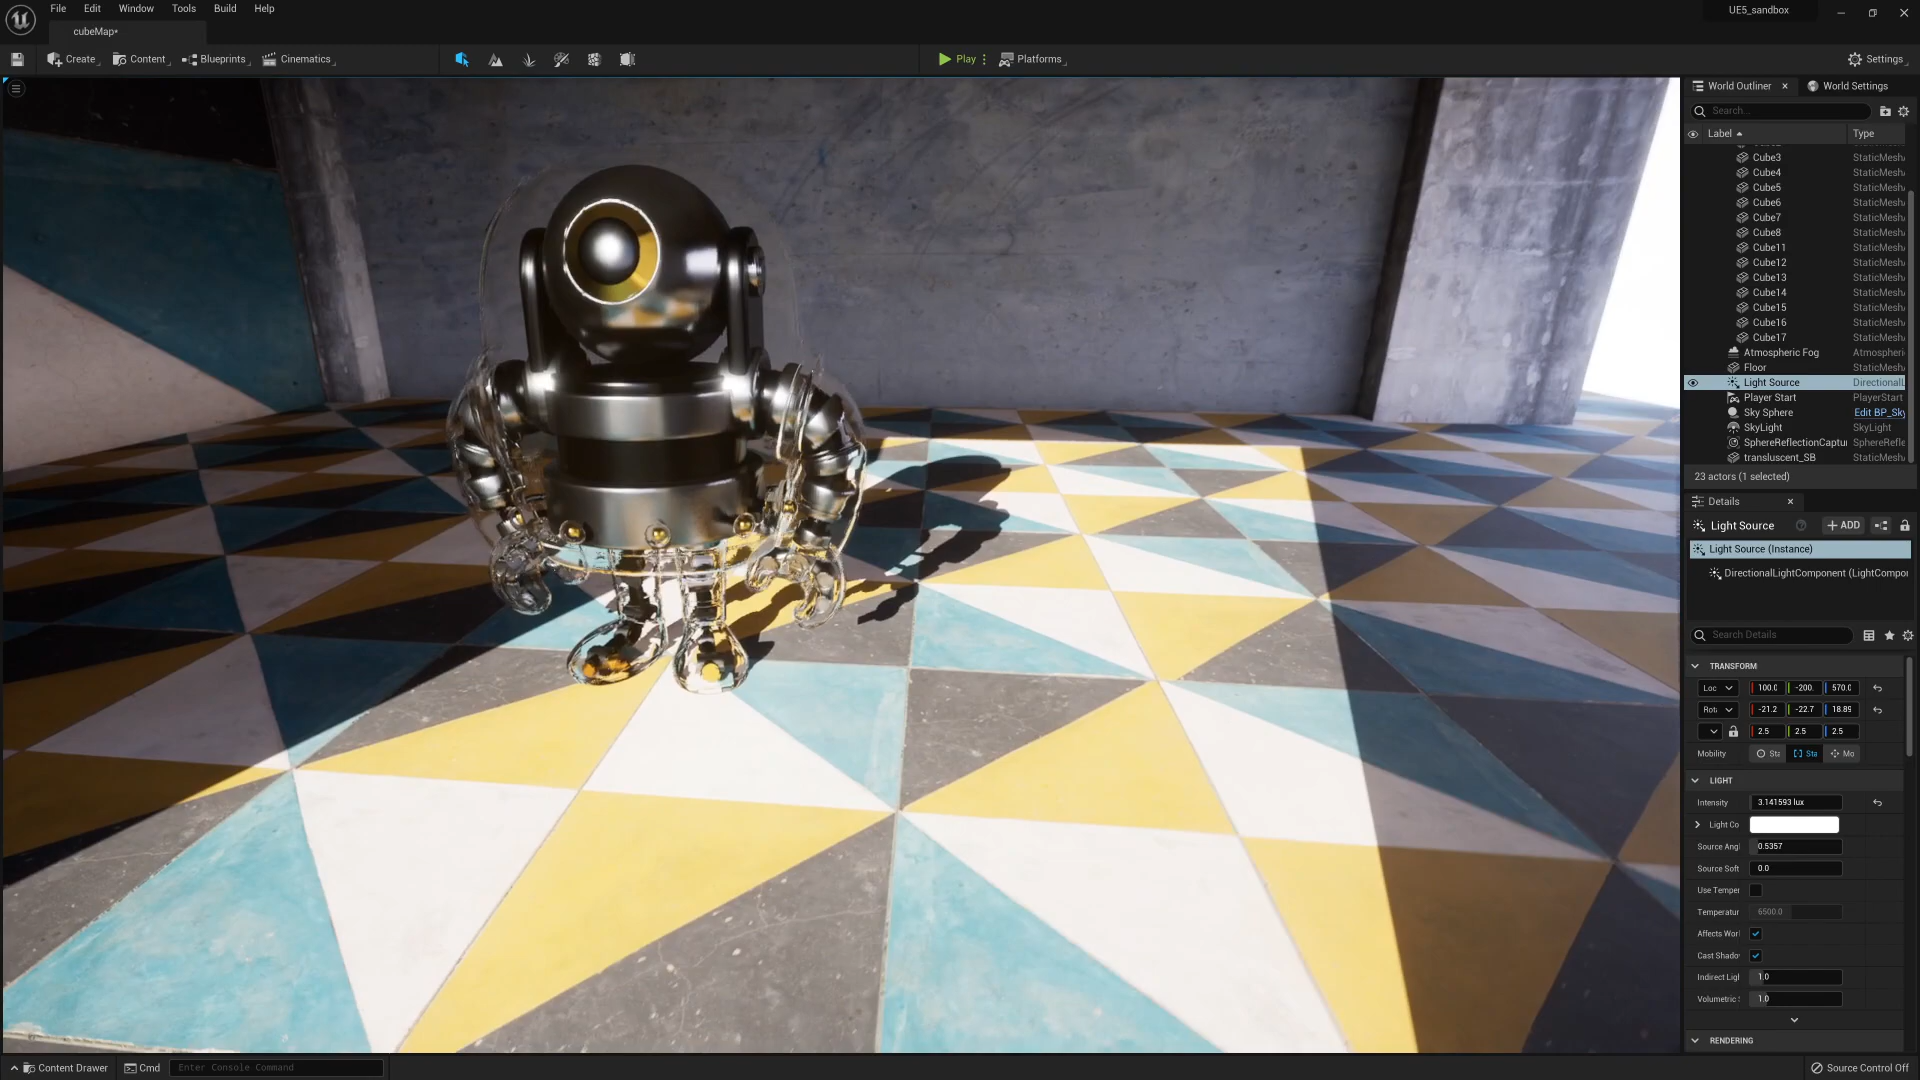 File Edit Window Tools Build Help
UE5_sandbox
cubeMap*
Create Content Blueprints Cinematics Play Platforms Settings
World Outliner World Settings
Search...
Label Type
Cube3 StaticMesh
Cube4 StaticMesh
Cube5 StaticMesh
Cube6 StaticMesh
Cube7 StaticMesh
Cube8 StaticMesh
Cube11 StaticMesh
Cube12 StaticMesh
Cube13 StaticMesh
Cube14 StaticMesh
Cube15 StaticMesh
Cube16 StaticMesh
Cube17 StaticMesh
Atmospheric Fog Atmospheri
Floor StaticMesh
Light Source DirectionalL
Player Start PlayerStart
Sky Sphere Edit BP_Sky
SkyLight SkyLight
SphereReflectionCaptur SphereRefle
transluscent_SB StaticMesh
23 actors (1 selected)
Details
Light Source ADD
Light Source (Instance)
DirectionalLightComponent (LightCompor
Search Details
TRANSFORM
Loc 100.0 -200. 570.0
Rot -21.2 -22.7 18.89
2.5 2.5 2.5
Mobility Sta Sta Mo
LIGHT
Intensity 3.141593 lux
Light Co
Source Angl 0.5357
Source Soft 0.0
Use Temper
Temperatur 6500.0
Affects Worl
Cast Shado
Indirect Ligl 1.0
Volumetric 1.0
RENDERING
Content Drawer Cmd Enter Console Command Source Control Off